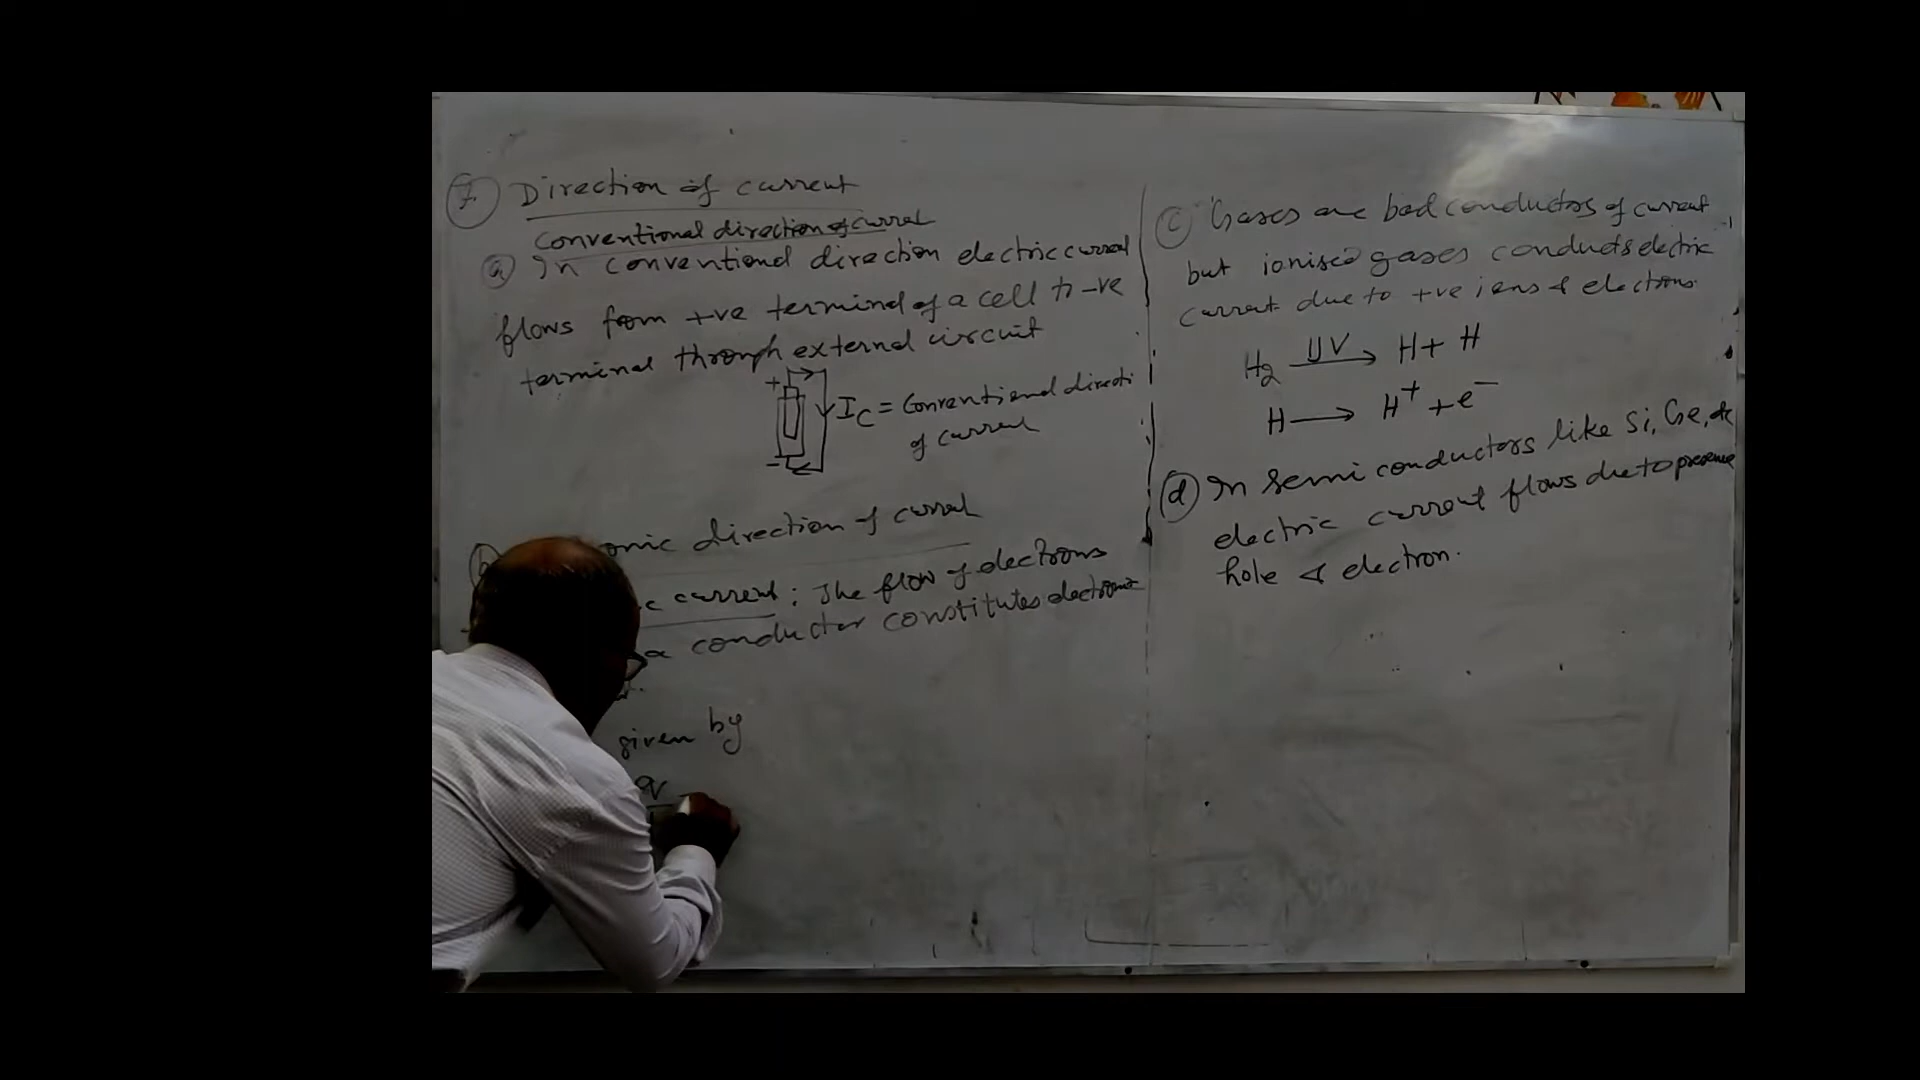 7. Direction of current
Conventional direction of current
(a) In conventional direction electric current
flows from +ve terminal of a cell to -ve
terminal through external circuit
+
I_C = Conventional directi
of current
-
(b) onic direction of current
c current: The flow of electrons
a conductor constitutes electronic
given by
q
(c) Gases are bad conductors of current
but ionised gases conducts electric
current due to +ve ions & electrons.
H₂ —UV→ H + H
H ⟶ H⁺ + e⁻
(d) In semi conductors like Si, Ge, etc
electric current flows due to presence
hole & electron.